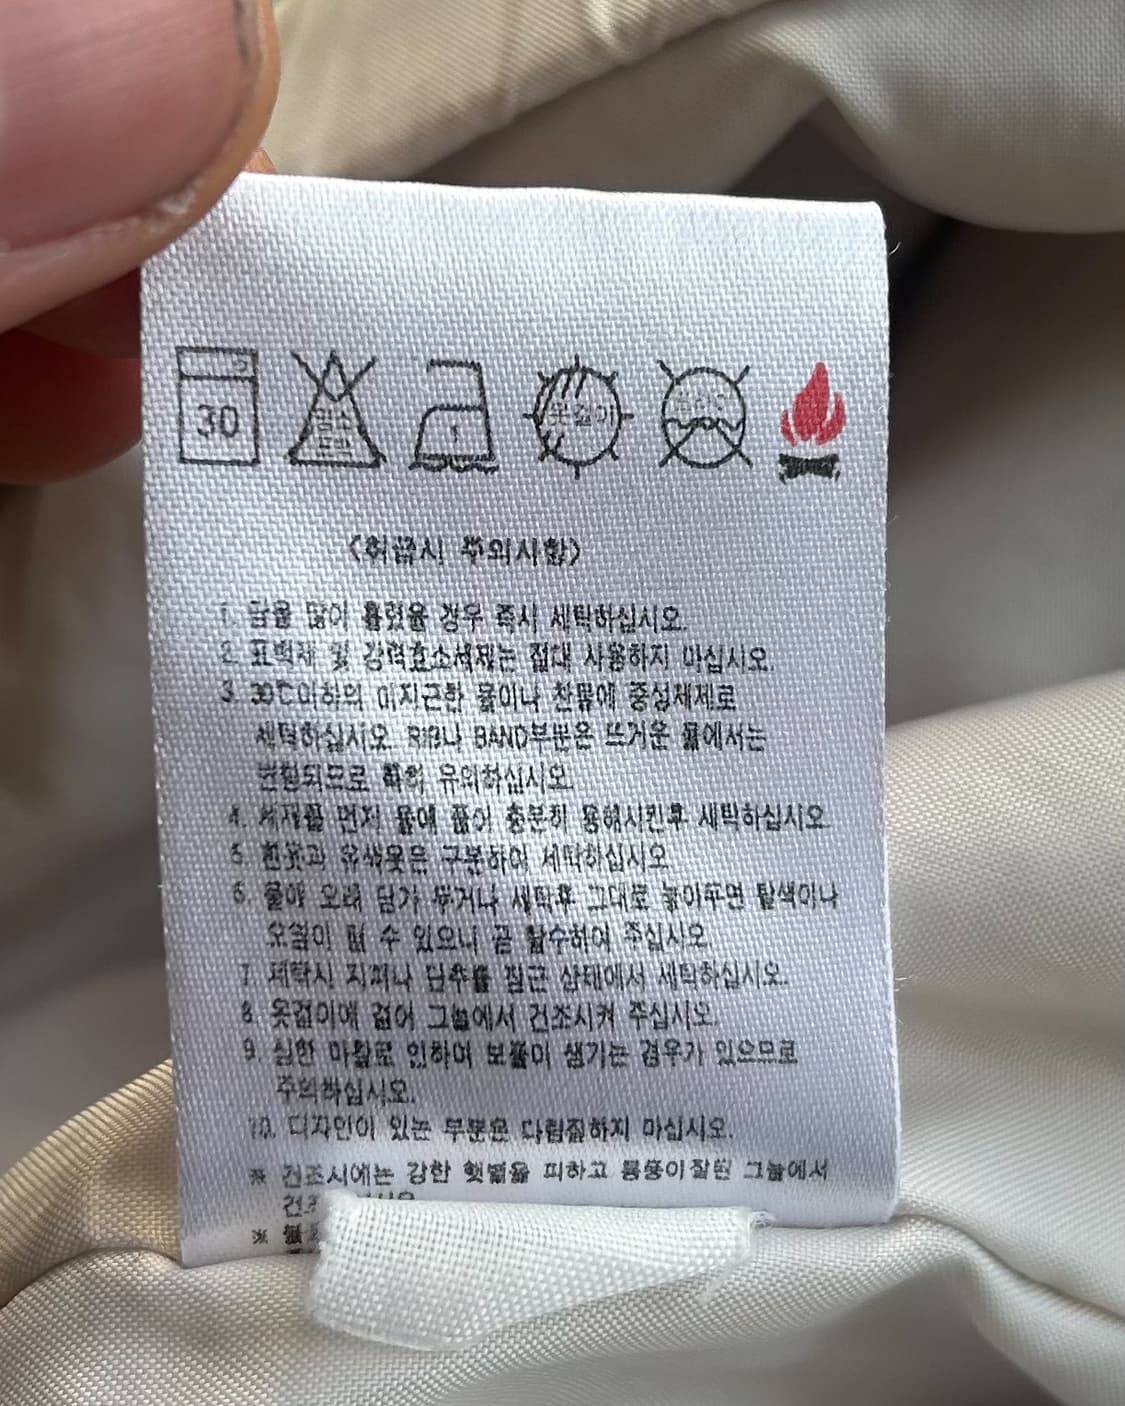 30
염소
표백
1
옷걸이
드라이
<취급시 주의사항>
1. 땀을 많이 흘렸을 경우 즉시 세탁하십시오.
2. 표백제 및 강력효소세제는 절대 사용하지 마십시오.
3. 30℃이하의 미지근한 물이나 찬물에 중성세제로
세탁하십시오. RIB나 BAND부분은 뜨거운 물에서는
변형되므로 특히 유의하십시오.
4. 세제를 먼저 물에 풀어 충분히 용해시킨후 세탁하십시오.
5. 흰옷과 유색옷은 구분하여 세탁하십시오.
6. 물에 오래 담가 두거나 세탁후 그대로 놓아두면 탈색이나
오염이 될 수 있으니 곧 탈수하여 주십시오.
7. 세탁시 지퍼나 단추를 잠근 상태에서 세탁하십시오.
8. 옷걸이에 걸어 그늘에서 건조시켜 주십시오.
9. 심한 마찰로 인하여 보풀이 생기는 경우가 있으므로
주의하십시오.
10. 디자인이 있는 부분은 다림질하지 마십시오.
※ 건조시에는 강한 햇볕을 피하고 통풍이잘된 그늘에서
※